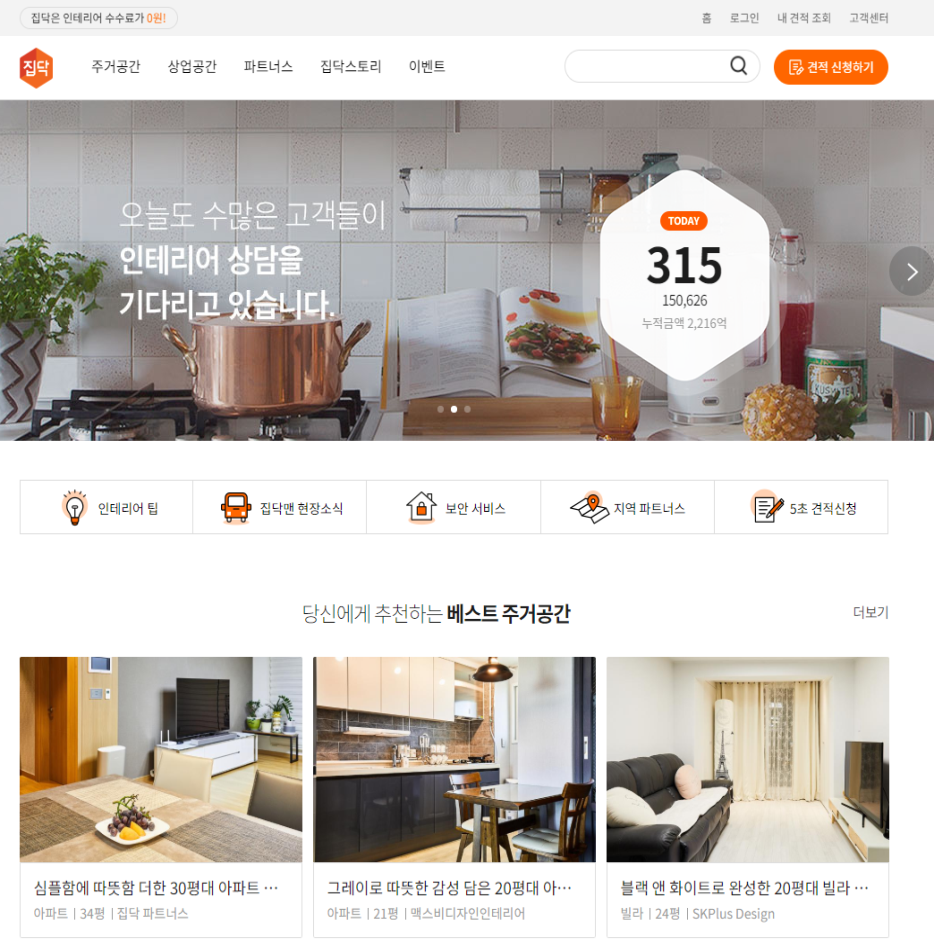 집닥은 인테리어 수수료가 0원!
홈 로그인 내 견적 조회 고객센터
집닥
주거공간 상업공간 파트너스 집닥스토리 이벤트
견적 신청하기
오늘도 수많은 고객들이
인테리어 상담을
기다리고 있습니다.
TODAY
315
150,626
누적금액 2,216억
KUSMI TEA
인테리어 팁
집닥맨 현장소식
보안 서비스
지역 파트너스
5초 견적신청
당신에게 추천하는 베스트 주거공간
더보기
심플함에 따뜻함 더한 30평대 아파트 …
아파트 | 34평 | 집닥 파트너스
그레이로 따뜻한 감성 담은 20평대 아…
아파트 | 21평 | 맥스비디자인인테리어
블랙 앤 화이트로 완성한 20평대 빌라 …
빌라 | 24평 | SKPlus Design